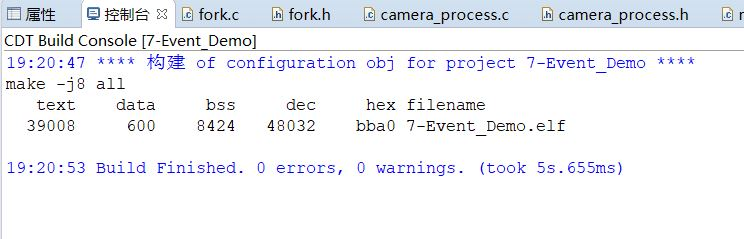 属性 控制台 fork.c fork.h camera_process.c camera_process.h
CDT Build Console [7-Event_Demo]
19:20:47 **** 构建 of configuration obj for project 7-Event_Demo ****
make -j8 all
text data bss dec hex filename
39008 600 8424 48032 bba0 7-Event_Demo.elf
19:20:53 Build Finished. 0 errors, 0 warnings. (took 5s.655ms)